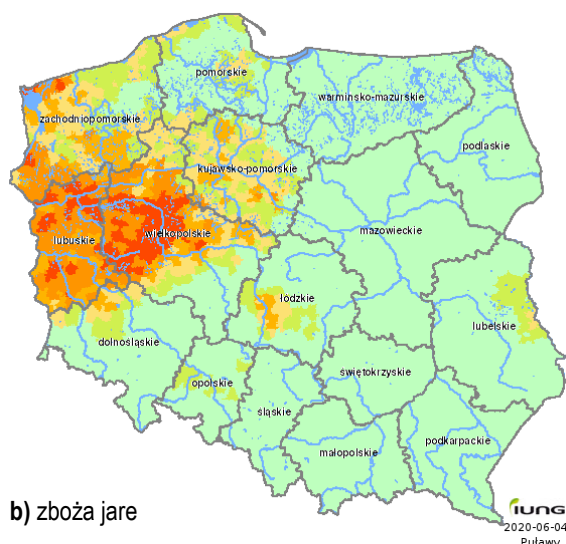 pomorskie
warmińsko-mazurskie
zachodniopomorskie
podlaskie
kujawsko-pomorskie
mazowieckie
wielkopolskie
lubuskie
łódzkie
lubelskie
dolnośląskie
świętokrzyskie
opolskie
śląskie
podkarpackie
małopolskie
b) zboża jare
IUNG
2020-06-04
Puławy